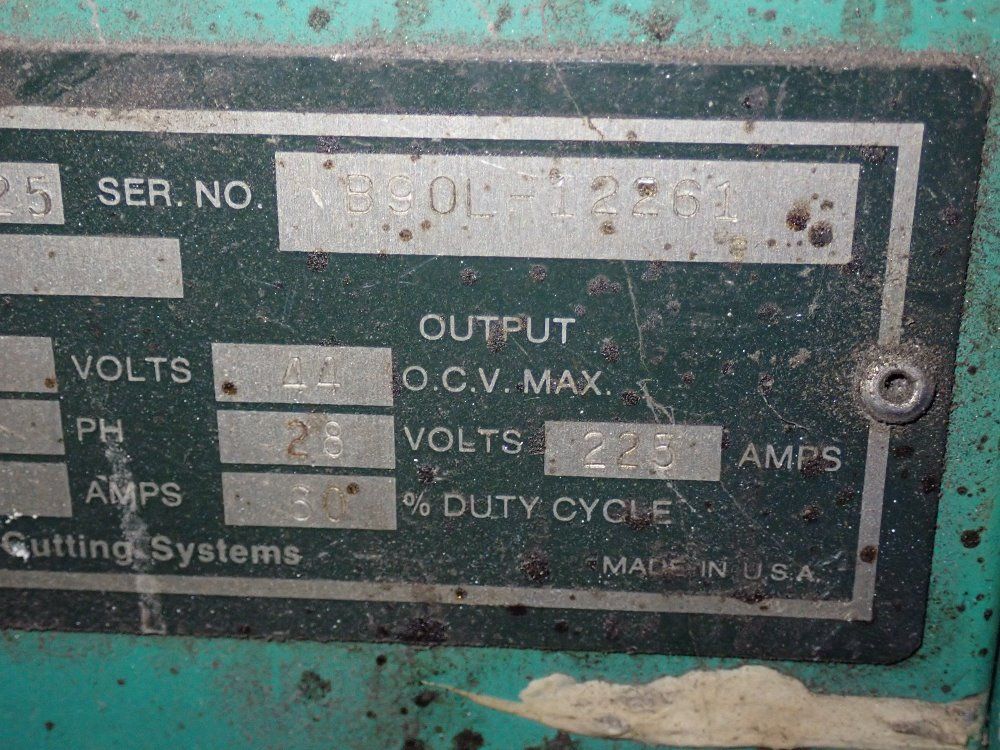 25 SER. NO. B90L-12261
OUTPUT
VOLTS 44 O.C.V. MAX.
PH 28 VOLTS 225 AMPS
AMPS 60 % DUTY CYCLE
Cutting Systems
MADE IN U.S.A.